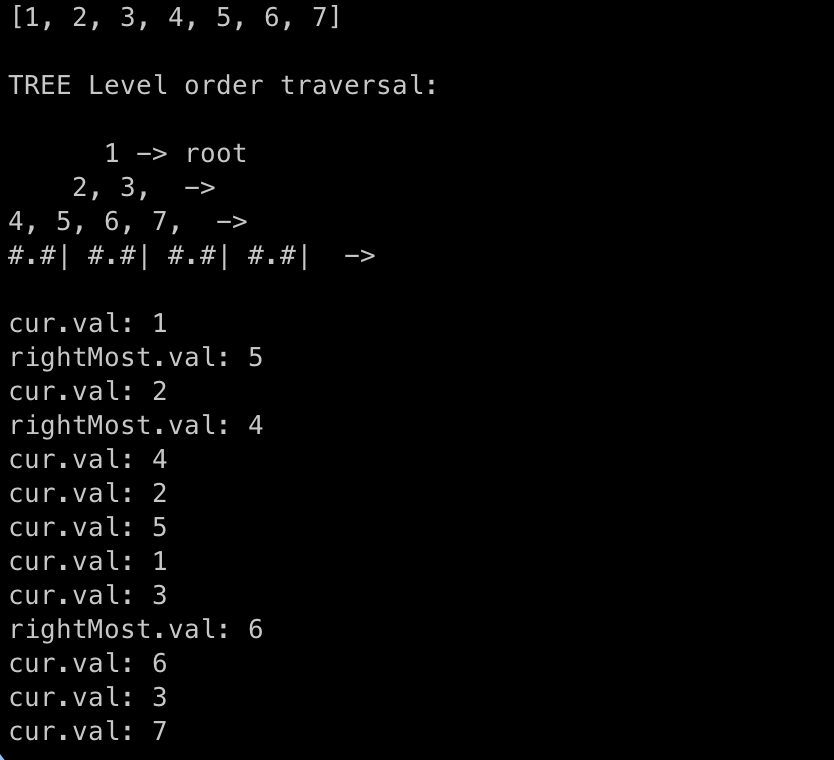 [1, 2, 3, 4, 5, 6, 7]
TREE Level order traversal:
1 -> root
2, 3,  ->
4, 5, 6, 7,  ->
#.#| #.#| #.#| #.#|  ->
cur.val: 1
rightMost.val: 5
cur.val: 2
rightMost.val: 4
cur.val: 4
cur.val: 2
cur.val: 5
cur.val: 1
cur.val: 3
rightMost.val: 6
cur.val: 6
cur.val: 3
cur.val: 7